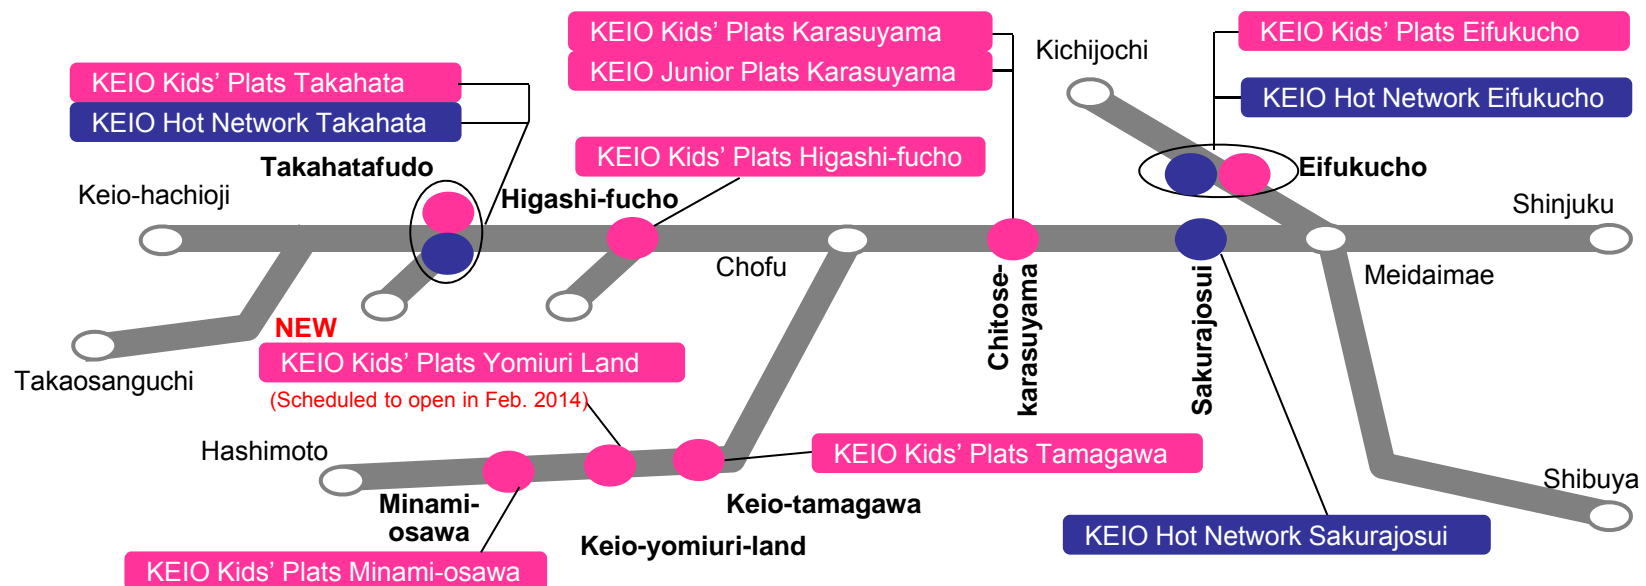 KEIO Kids’ Plats Karasuyama
KEIO Junior Plats Karasuyama
KEIO Kids’ Plats Eifukucho
KEIO Hot Network Eifukucho
Kichijochi
KEIO Kids’ Plats Takahata
KEIO Hot Network Takahata
KEIO Kids’ Plats Higashi-fucho
Takahatafudo
Eifukucho
Keio-hachioji
Higashi-fucho
Shinjuku
Chofu
Meidaimae
Chitose-
karasuyama
Sakurajosui
NEW
KEIO Kids’ Plats Yomiuri Land
(Scheduled to open in Feb. 2014)
Takaosanguchi
Hashimoto
KEIO Kids’ Plats Tamagawa
Shibuya
Minami-
osawa
Keio-tamagawa
Keio-yomiuri-land
KEIO Hot Network Sakurajosui
KEIO Kids’ Plats Minami-osawa